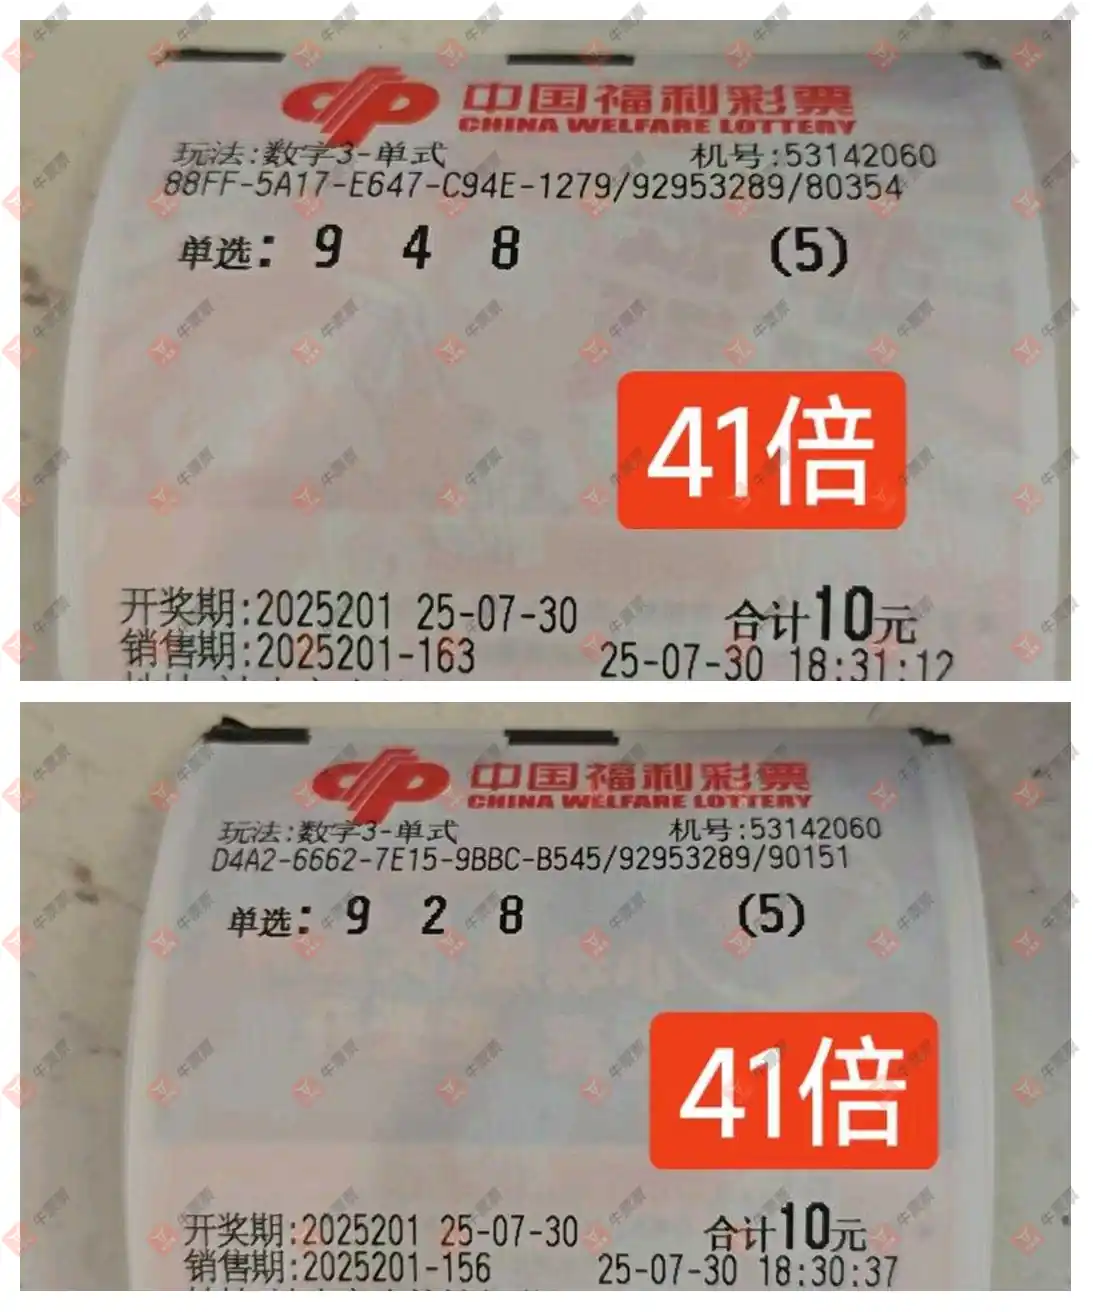 中国福利彩票
CHINA WELFARE LOTTERY
玩法:数字3-单式 机号:53142060
88FF-5A17-E647-C94E-1279/92953289/80354
单选: 9 4 8 (5)
41倍
开奖期:2025201 25-07-30 合计10元
销售期:2025201-163 25-07-30 18:31:12
中国福利彩票
CHINA WELFARE LOTTERY
玩法:数字3-单式 机号:53142060
D4A2-6662-7E15-9BBC-B545/92953289/90151
单选: 9 2 8 (5)
41倍
开奖期:2025201 25-07-30 合计10元
销售期:2025201-156 25-07-30 18:30:37